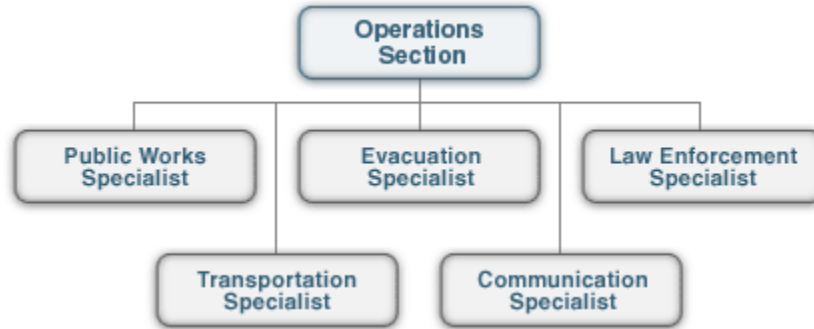 Operations
Section
Public Works
Specialist
Evacuation
Specialist
Law Enforcement
Specialist
Transportation
Specialist
Communication
Specialist